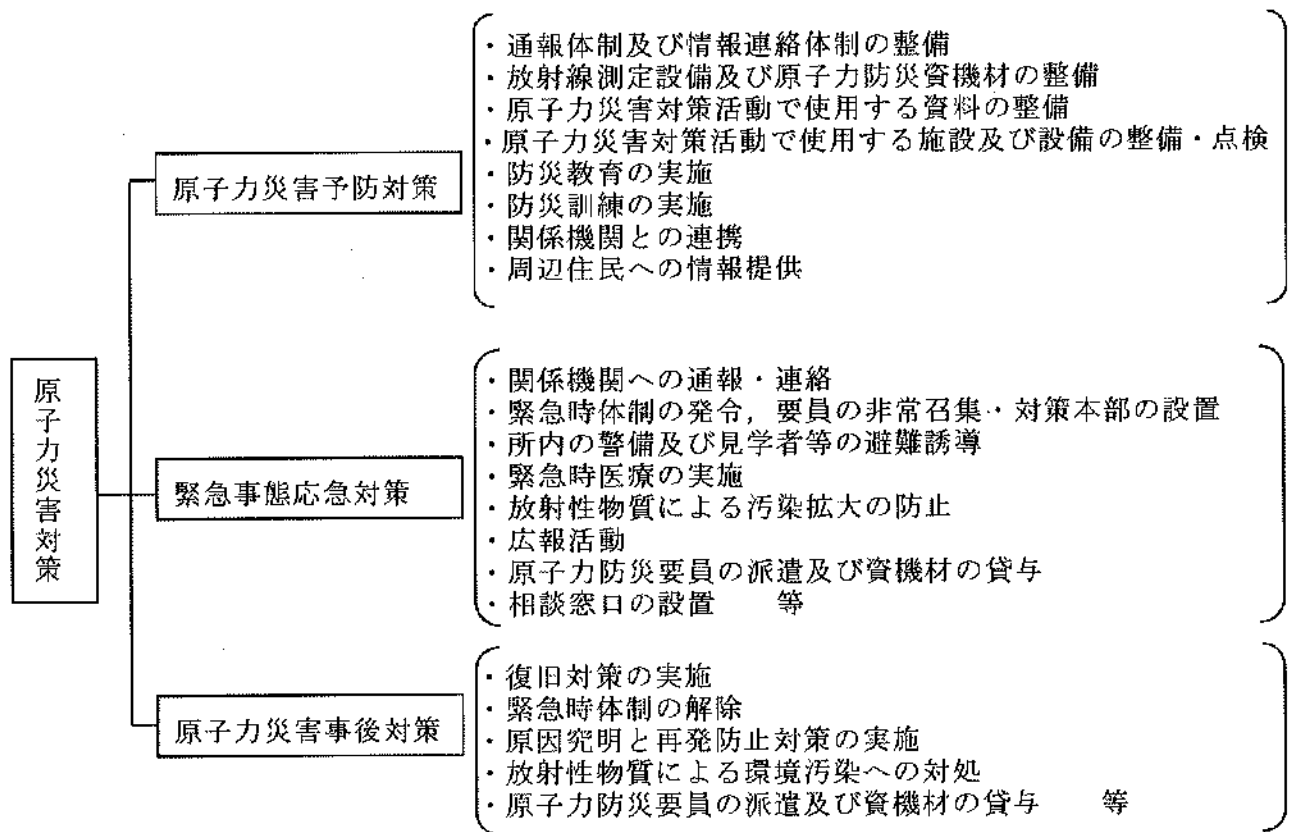 原子力災害対策
原子力災害予防対策
・通報体制及び情報連絡体制の整備
・放射線測定設備及び原子力防災資機材の整備
・原子力災害対策活動で使用する資料の整備
・原子力災害対策活動で使用する施設及び設備の整備・点検
・防災教育の実施
・防災訓練の実施
・関係機関との連携
・周辺住民への情報提供
緊急事態応急対策
・関係機関への通報・連絡
・緊急時体制の発令，要員の非常召集・対策本部の設置
・所内の警備及び見学者等の避難誘導
・緊急時医療の実施
・放射性物質による汚染拡大の防止
・広報活動
・原子力防災要員の派遣及び資機材の貸与
・相談窓口の設置　　等
原子力災害事後対策
・復旧対策の実施
・緊急時体制の解除
・原因究明と再発防止対策の実施
・放射性物質による環境汚染への対処
・原子力防災要員の派遣及び資機材の貸与　　等